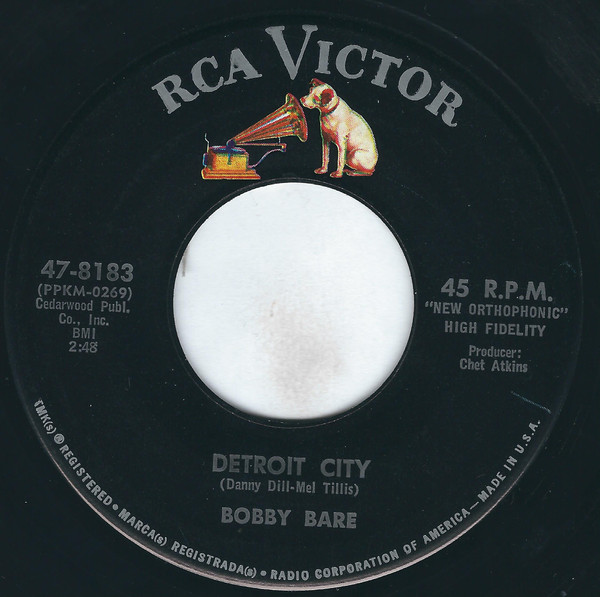 RCA VICTOR
47-8183
(PPKM-0269)
Cedarwood Publ.
Co., Inc.
BMI
2:48
45 R.P.M.
"NEW ORTHOPHONIC"
HIGH FIDELITY
Producer:
Chet Atkins
DETROIT CITY
(Danny Dill-Mel Tillis)
BOBBY BARE
TMK(s) ® REGISTERED • MARCA(s) REGISTRADA(s) • RADIO CORPORATION OF AMERICA—MADE IN U.S.A.